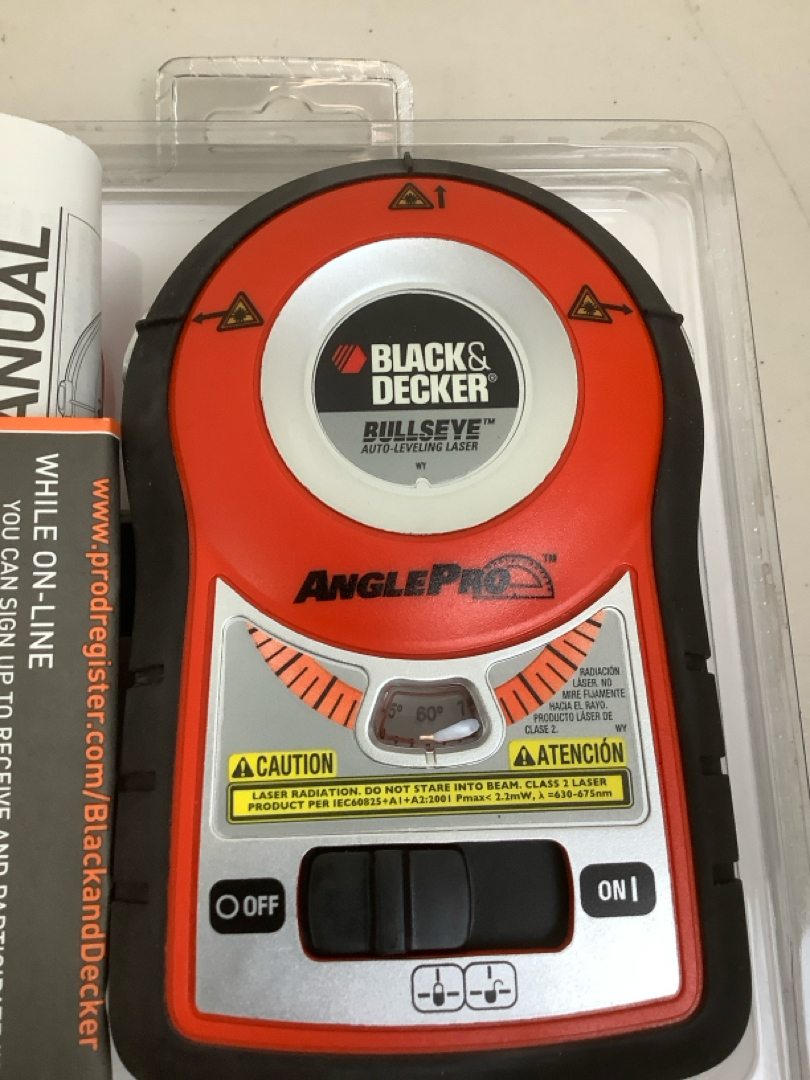 BLACK&
DECKER®
BULLSEYE™
AUTO-LEVELING LASER
WY
ANGLEPRO™
RADIACIÓN
LÁSER. NO
MIRE FIJAMENTE
HACIA EL RAYO.
PRODUCTO LÁSER DE
CLASE 2.
WY
5° 60° 7
CAUTION
ATENCIÓN
LASER RADIATION. DO NOT STARE INTO BEAM. CLASS 2 LASER
PRODUCT PER IEC60825+A1+A2:2001 Pmax< 2.2mW, λ =630-675nm
OFF
ON
ANUAL
WHILE ON-LINE
YOU CAN SIGN UP TO RECEIVE AND PARTICIPATE
www.prodregister.com/BlackandDecker